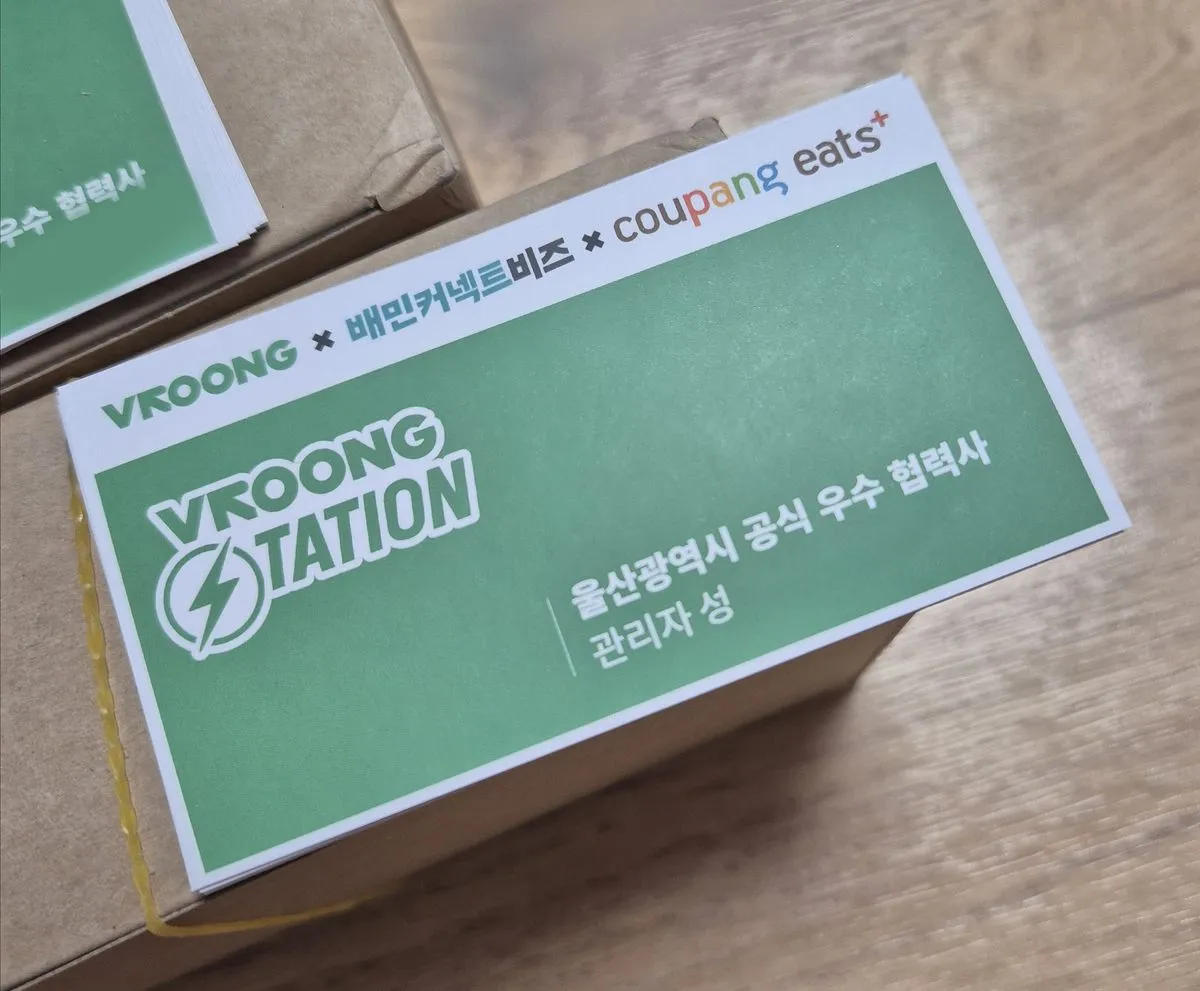 우수 협력사
VROONG × 배민커넥트비즈 × coupang eats+
VROONG
STATION
울산광역시 공식 우수 협력사
관리자 성